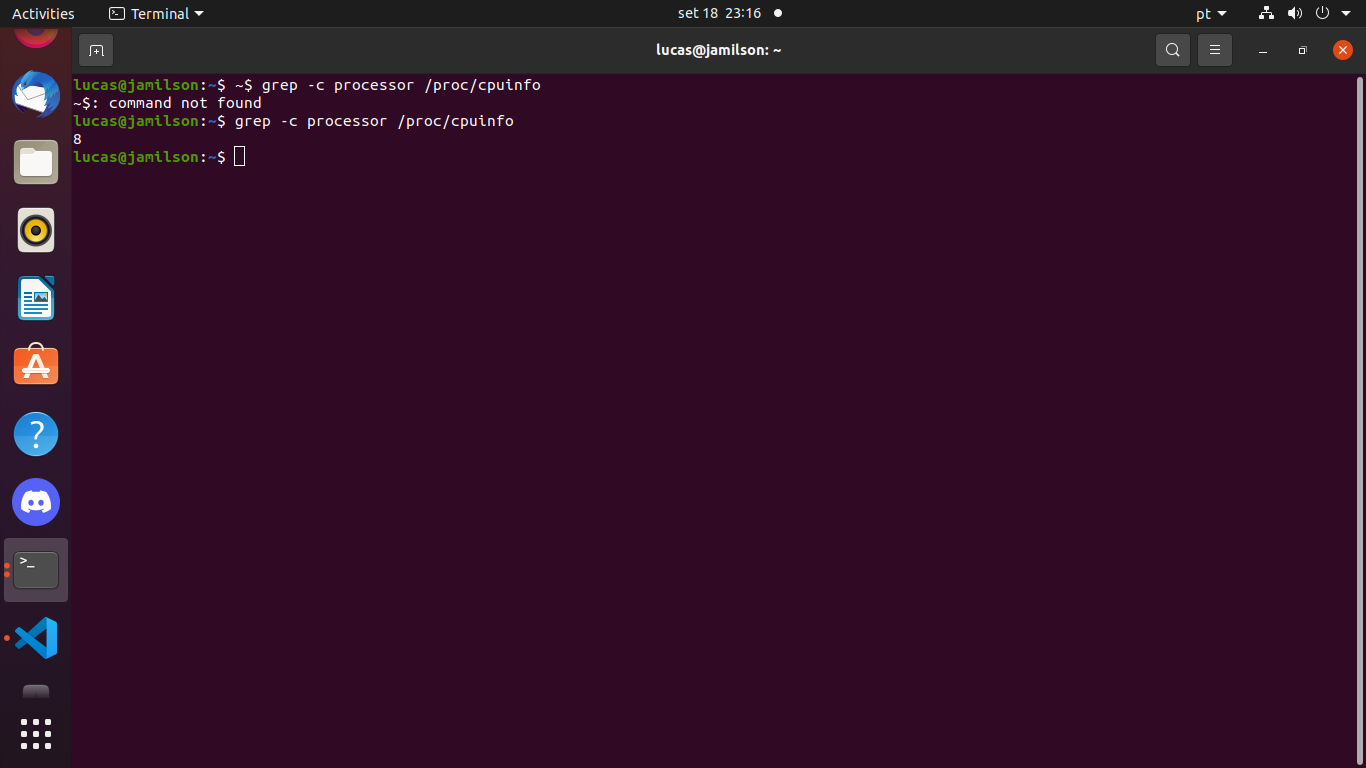 Activities
Terminal
set 18 23:16
pt
lucas@jamilson: ~
lucas@jamilson:~$ ~$ grep -c processor /proc/cpuinfo
~$: command not found
lucas@jamilson:~$ grep -c processor /proc/cpuinfo
8
lucas@jamilson:~$